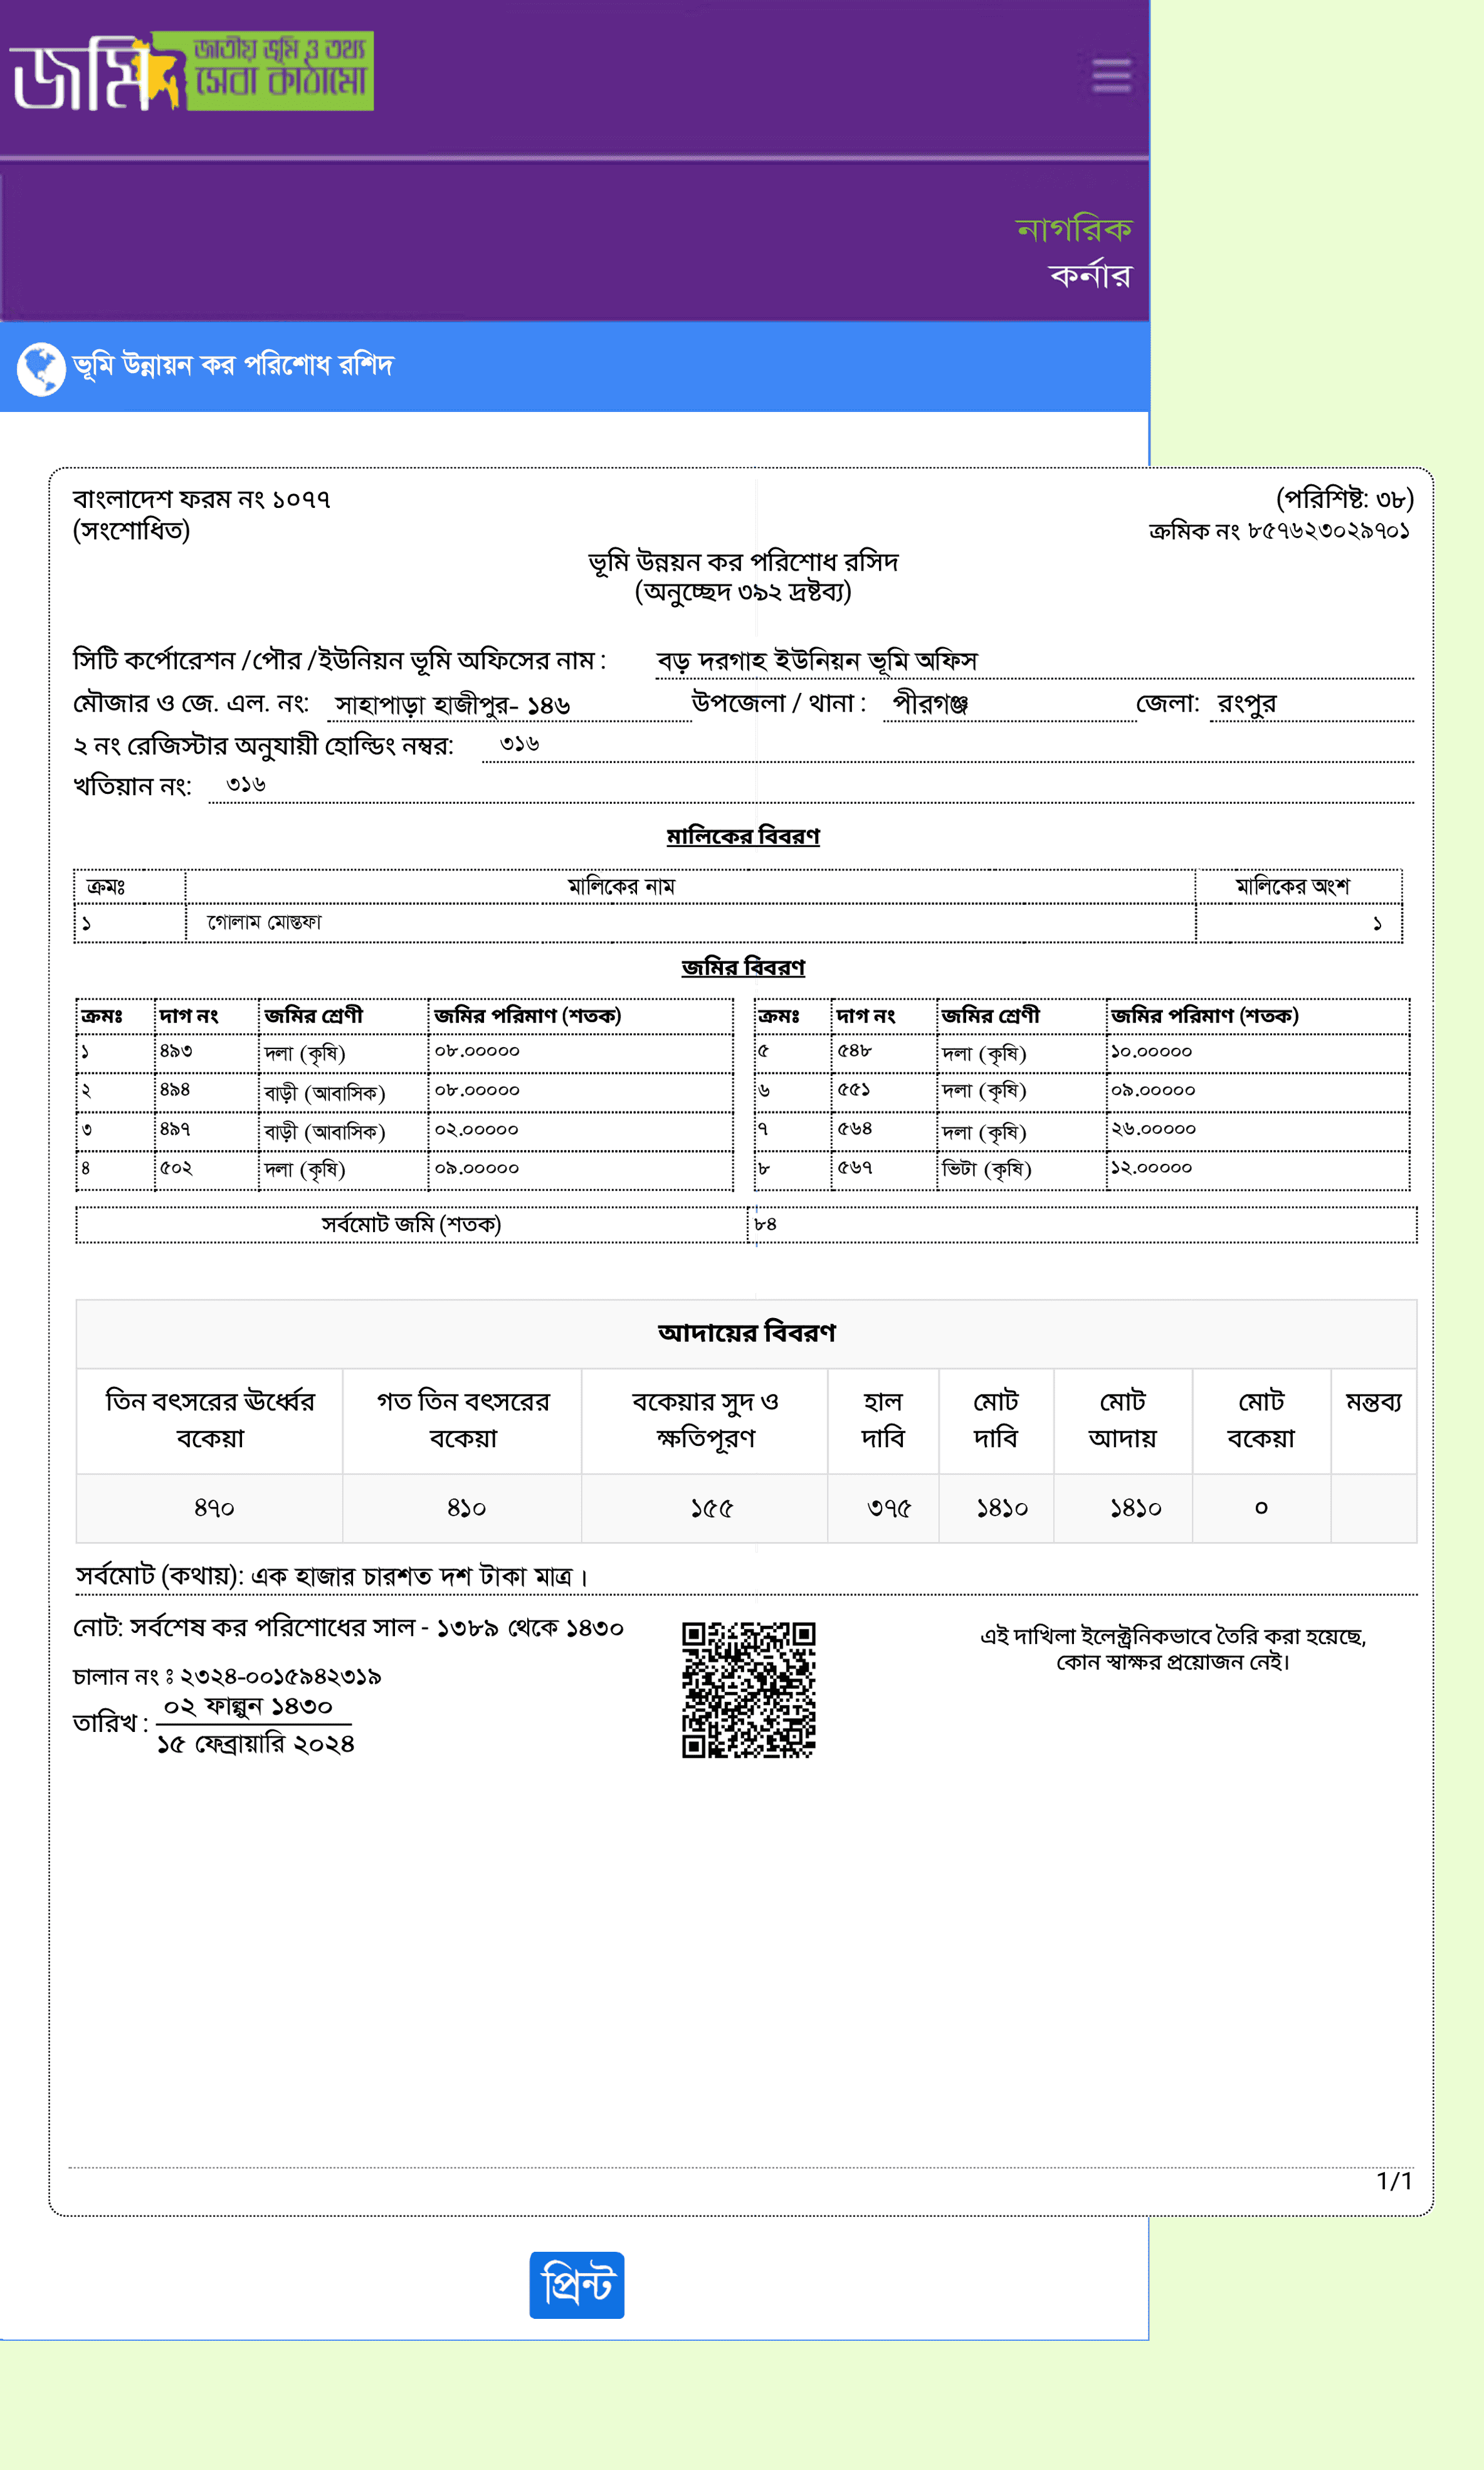 জমি জাতীয় ভূমি ও তথ্য
সেবা কাঠামো
নাগরিক
কর্নার
ভূমি উন্নায়ন কর পরিশোধ রশিদ
বাংলাদেশ ফরম নং ১০৭৭ (পরিশিষ্ট: ৩৮)
(সংশোধিত) ক্রমিক নং ৮৫৭৬২৩০২৯৭০১
ভূমি উন্নয়ন কর পরিশোধ রসিদ
(অনুচ্ছেদ ৩৯২ দ্রষ্টব্য)
সিটি কর্পোরেশন /পৌর /ইউনিয়ন ভূমি অফিসের নাম : বড় দরগাহ ইউনিয়ন ভূমি অফিস
মৌজার ও জে. এল. নং: সাহাপাড়া হাজীপুর- ১৪৬ উপজেলা / থানা : পীরগঞ্জ জেলা: রংপুর
২ নং রেজিস্টার অনুযায়ী হোল্ডিং নম্বর: ৩১৬
খতিয়ান নং: ৩১৬
মালিকের বিবরণ
ক্রমঃ মালিকের নাম মালিকের অংশ
১ গোলাম মোস্তফা ১
জমির বিবরণ
ক্রমঃ দাগ নং জমির শ্রেণী জমির পরিমাণ (শতক) ক্রমঃ দাগ নং জমির শ্রেণী জমির পরিমাণ (শতক)
১ ৪৯৩ দলা (কৃষি) ০৮.০০০০০ ৫ ৫৪৮ দলা (কৃষি) ১০.০০০০০
২ ৪৯৪ বাড়ী (আবাসিক) ০৮.০০০০০ ৬ ৫৫১ দলা (কৃষি) ০৯.০০০০০
৩ ৪৯৭ বাড়ী (আবাসিক) ০২.০০০০০ ৭ ৫৬৪ দলা (কৃষি) ২৬.০০০০০
৪ ৫০২ দলা (কৃষি) ০৯.০০০০০ ৮ ৫৬৭ ভিটা (কৃষি) ১২.০০০০০
সর্বমোট জমি (শতক) ৮৪
আদায়ের বিবরণ
তিন বৎসরের ঊর্ধ্বের গত তিন বৎসরের বকেয়ার সুদ ও হাল মোট মোট মোট মন্তব্য
বকেয়া বকেয়া ক্ষতিপূরণ দাবি দাবি আদায় বকেয়া
৪৭০ ৪১০ ১৫৫ ৩৭৫ ১৪১০ ১৪১০ ০
সর্বমোট (কথায়): এক হাজার চারশত দশ টাকা মাত্র ।
নোট: সর্বশেষ কর পরিশোধের সাল - ১৩৮৯ থেকে ১৪৩০
এই দাখিলা ইলেক্ট্রনিকভাবে তৈরি করা হয়েছে,
কোন স্বাক্ষর প্রয়োজন নেই।
চালান নং ঃ ২৩২৪-০০১৫৯৪২৩১৯
০২ ফাল্গুন ১৪৩০
তারিখ :
১৫ ফেব্রায়ারি ২০২৪
1/1
প্রিন্ট